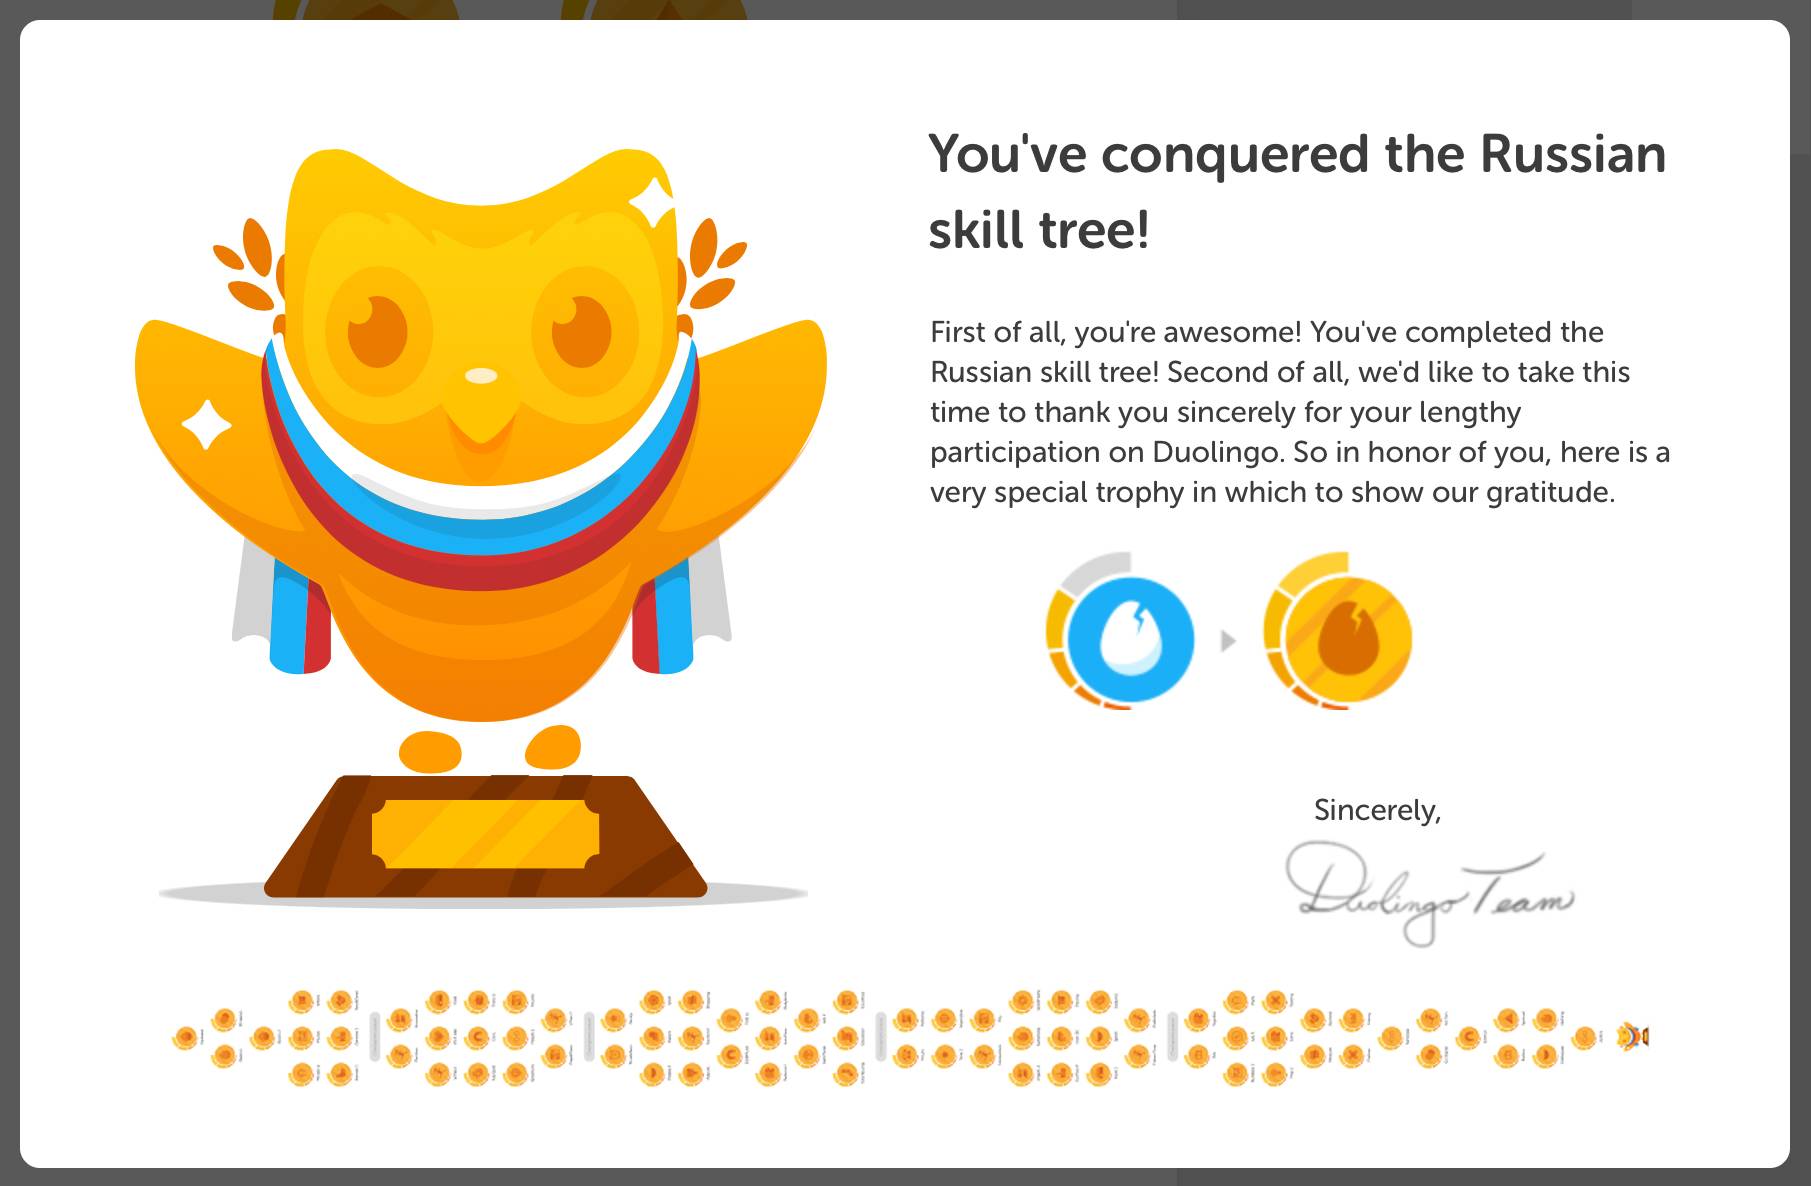 You've conquered the Russian
skill tree!
First of all, you're awesome! You've completed the
Russian skill tree! Second of all, we'd like to take this
time to thank you sincerely for your lengthy
participation on Duolingo. So in honor of you, here is a
very special trophy in which to show our gratitude.
Sincerely,
Duolingo Team